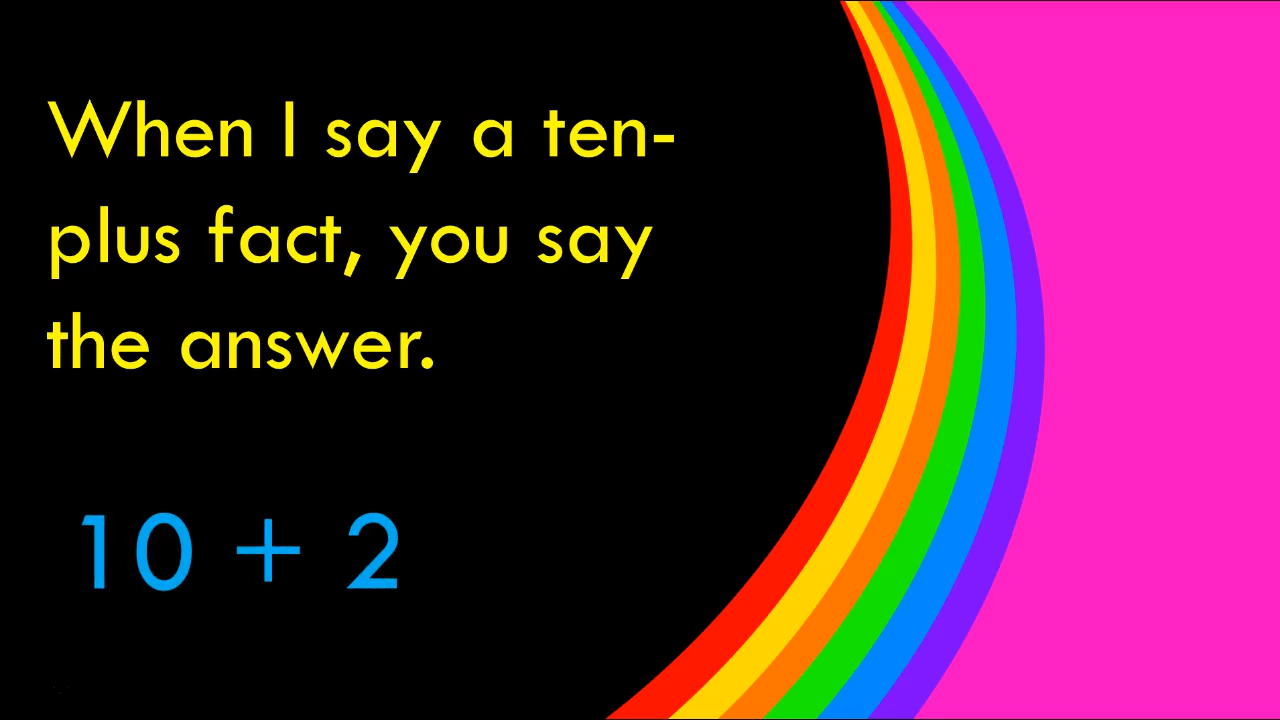 When I say a ten-
plus fact, you say
the answer.
10 + 2